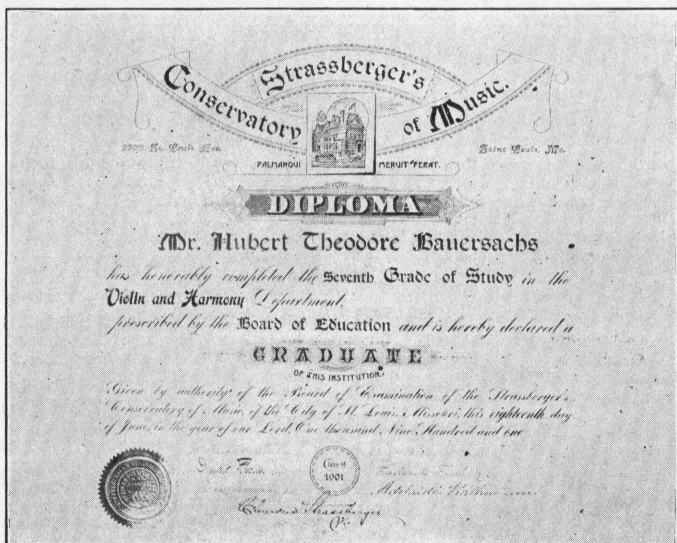 Strassberger's
Conservatory of Music.
2200 St. Louis Ave. Saint Louis, Mo.
PALMAMQUI MERUIT FERAT.
DIPLOMA
Mr. Hubert Theodore Bauersachs
has honorably completed the Seventh Grade of Study in the
Violin and Harmony Department,
prescribed by the Board of Education and is hereby declared a
GRADUATE
OF THIS INSTITUTION.
Given by authority of the Board of Examination of the Strassberger's
Conservatory of Music, of the City of St. Louis, Missouri, this eighteenth day
of June, in the year of our Lord, One thousand, Nine Hundred and one
Class of
1901
Strassberger